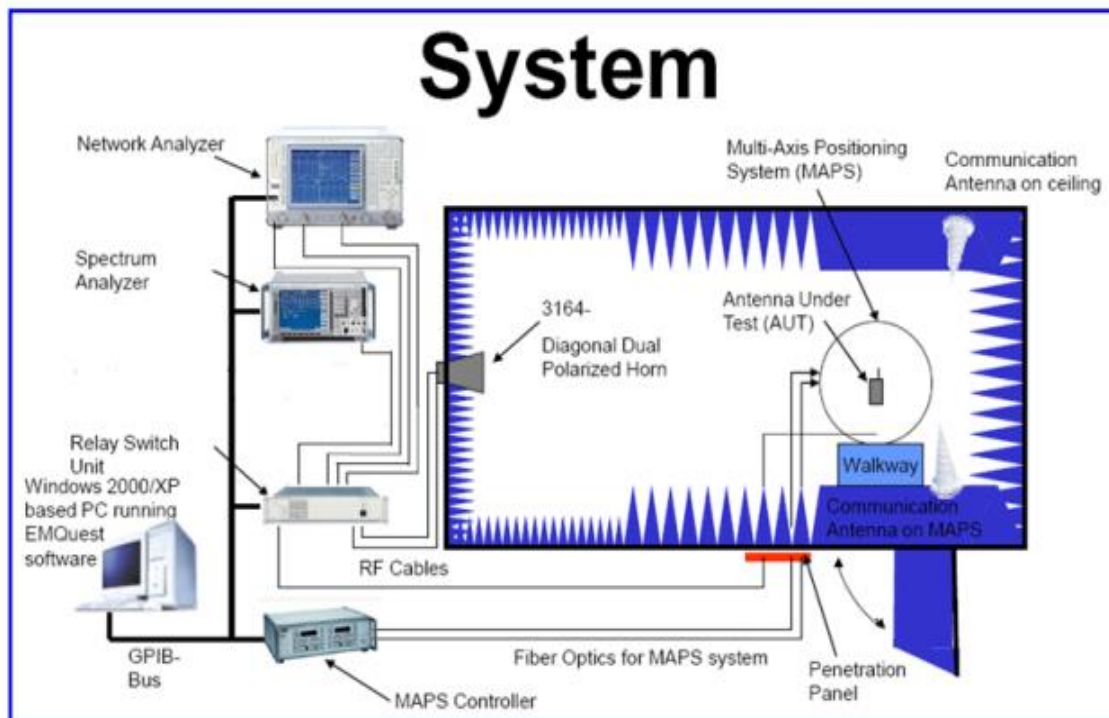 System
Network Analyzer
Multi-Axis Positioning
System (MAPS)
Communication
Antenna on ceiling
Spectrum
Analyzer
3164-
Diagonal Dual
Polarized Horn
Antenna Under
Test (AUT)
Relay Switch
Unit
Windows 2000/XP
based PC running
EMQuest
software
Walkway
Communication
Antenna on MAPS
RF Cables
GPIB-
Bus
Fiber Optics for MAPS system
Penetration
Panel
MAPS Controller